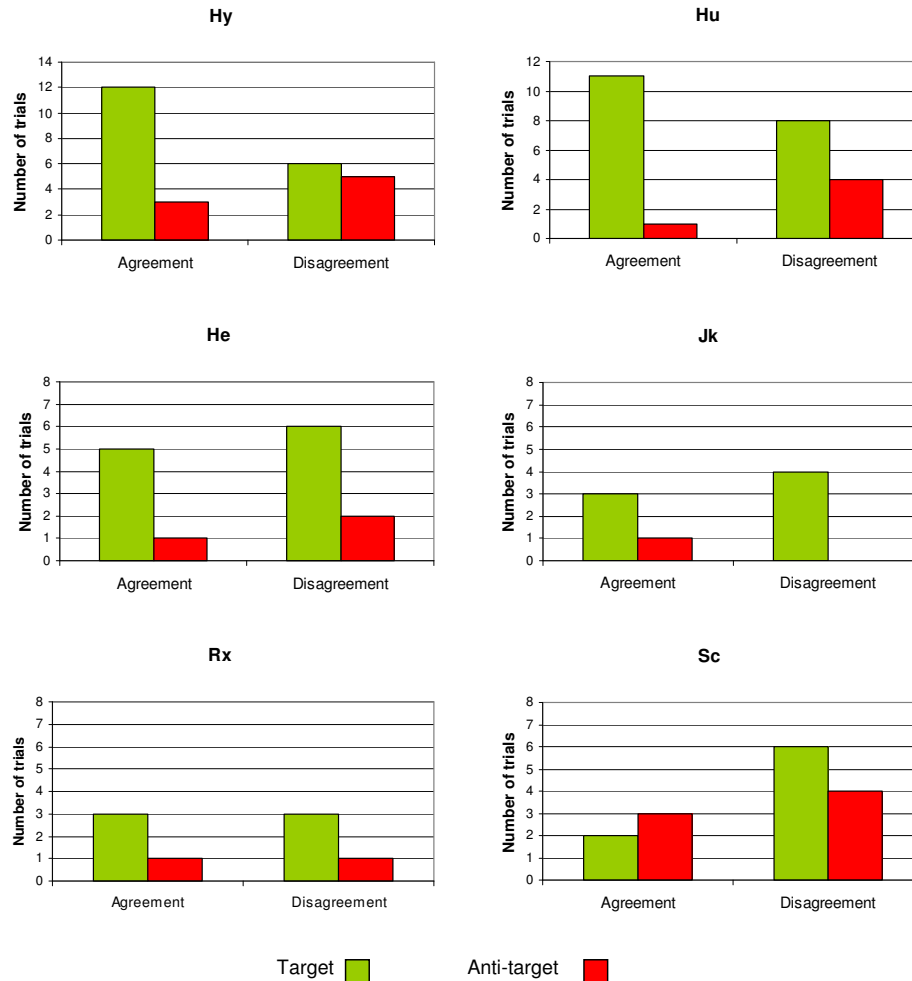 Hy
Number of trials
14
12
10
8
6
4
2
0
Agreement Disagreement
Hu
Number of trials
12
10
8
6
4
2
0
Agreement Disagreement
He
Number of trials
8
7
6
5
4
3
2
1
0
Agreement Disagreement
Jk
Number of trials
8
7
6
5
4
3
2
1
0
Agreement Disagreement
Rx
Number of trials
8
7
6
5
4
3
2
1
0
Agreement Disagreement
Sc
Number of trials
8
7
6
5
4
3
2
1
0
Agreement Disagreement
Target Anti-target